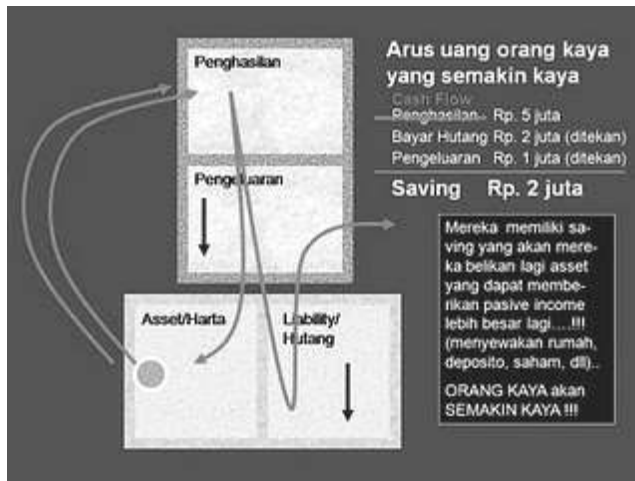 Penghasilan
Pengeluaran
Asset/Harta
Liability/
Hutang
Arus uang orang kaya
yang semakin kaya
Cash Flow
Penghasilan Rp. 5 juta
Bayar Hutang Rp. 2 juta (ditekan)
Pengeluaran Rp. 1 juta (ditekan)
Saving Rp. 2 juta
Mereka memiliki sa-
ving yang akan mere-
ka belikan lagi asset
yang dapat membe-
rikan pasive income
lebih besar lagi....!!!
(menyewakan rumah,
deposito, saham, dll)..
ORANG KAYA akan
SEMAKIN KAYA !!!